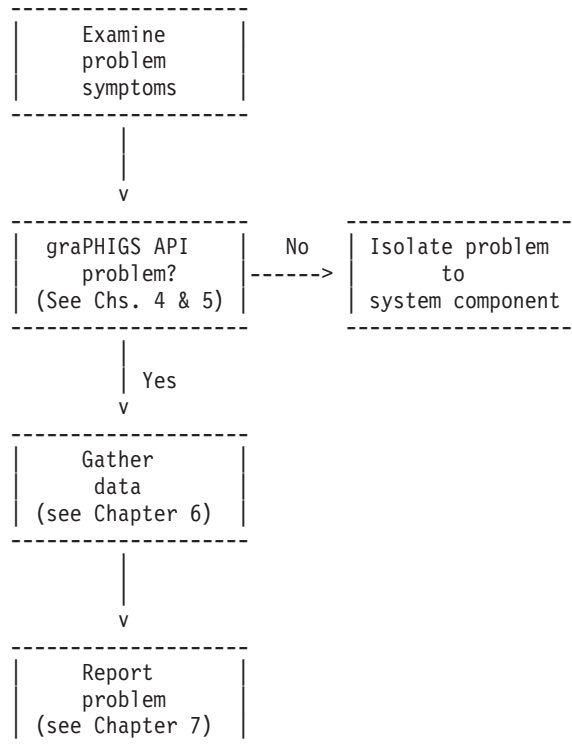 Examine
problem
symptoms
graPHIGS API
problem?
(See Chs. 4 & 5)
No
Isolate problem
to
system component
Yes
Gather
data
(see Chapter 6)
Report
problem
(see Chapter 7)